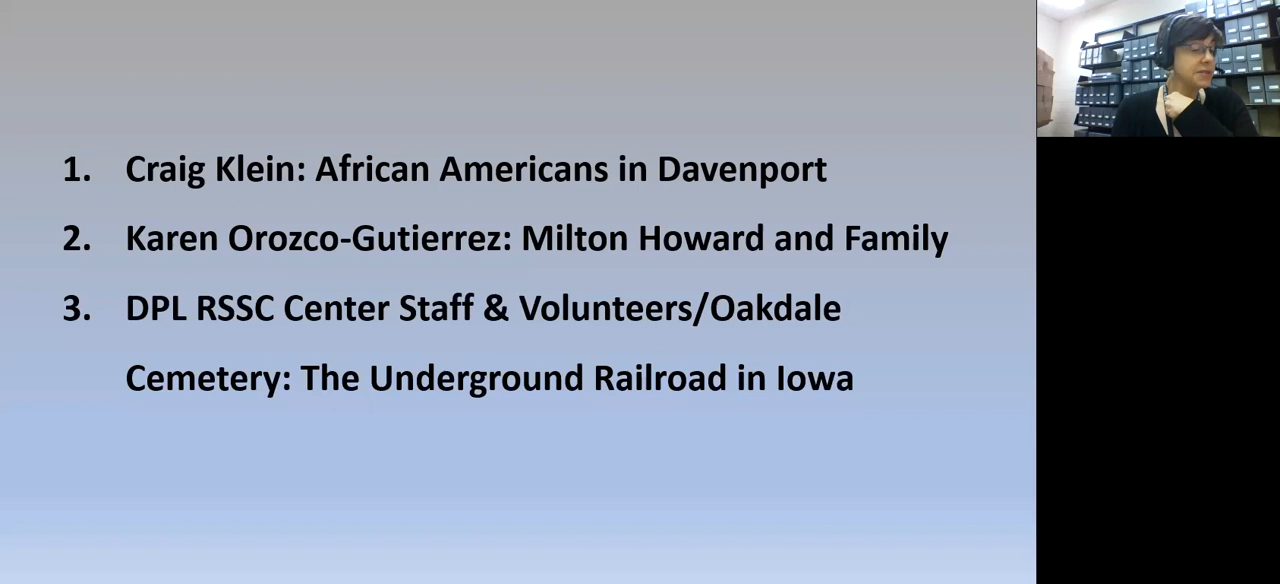 1. Craig Klein: African Americans in Davenport
2. Karen Orozco-Gutierrez: Milton Howard and Family
3. DPL RSSC Center Staff & Volunteers/Oakdale
Cemetery: The Underground Railroad in Iowa